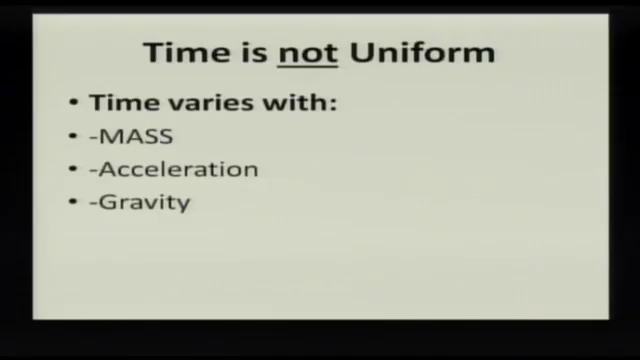 Time is not Uniform
• Time varies with:
• -MASS
• -Acceleration
• -Gravity